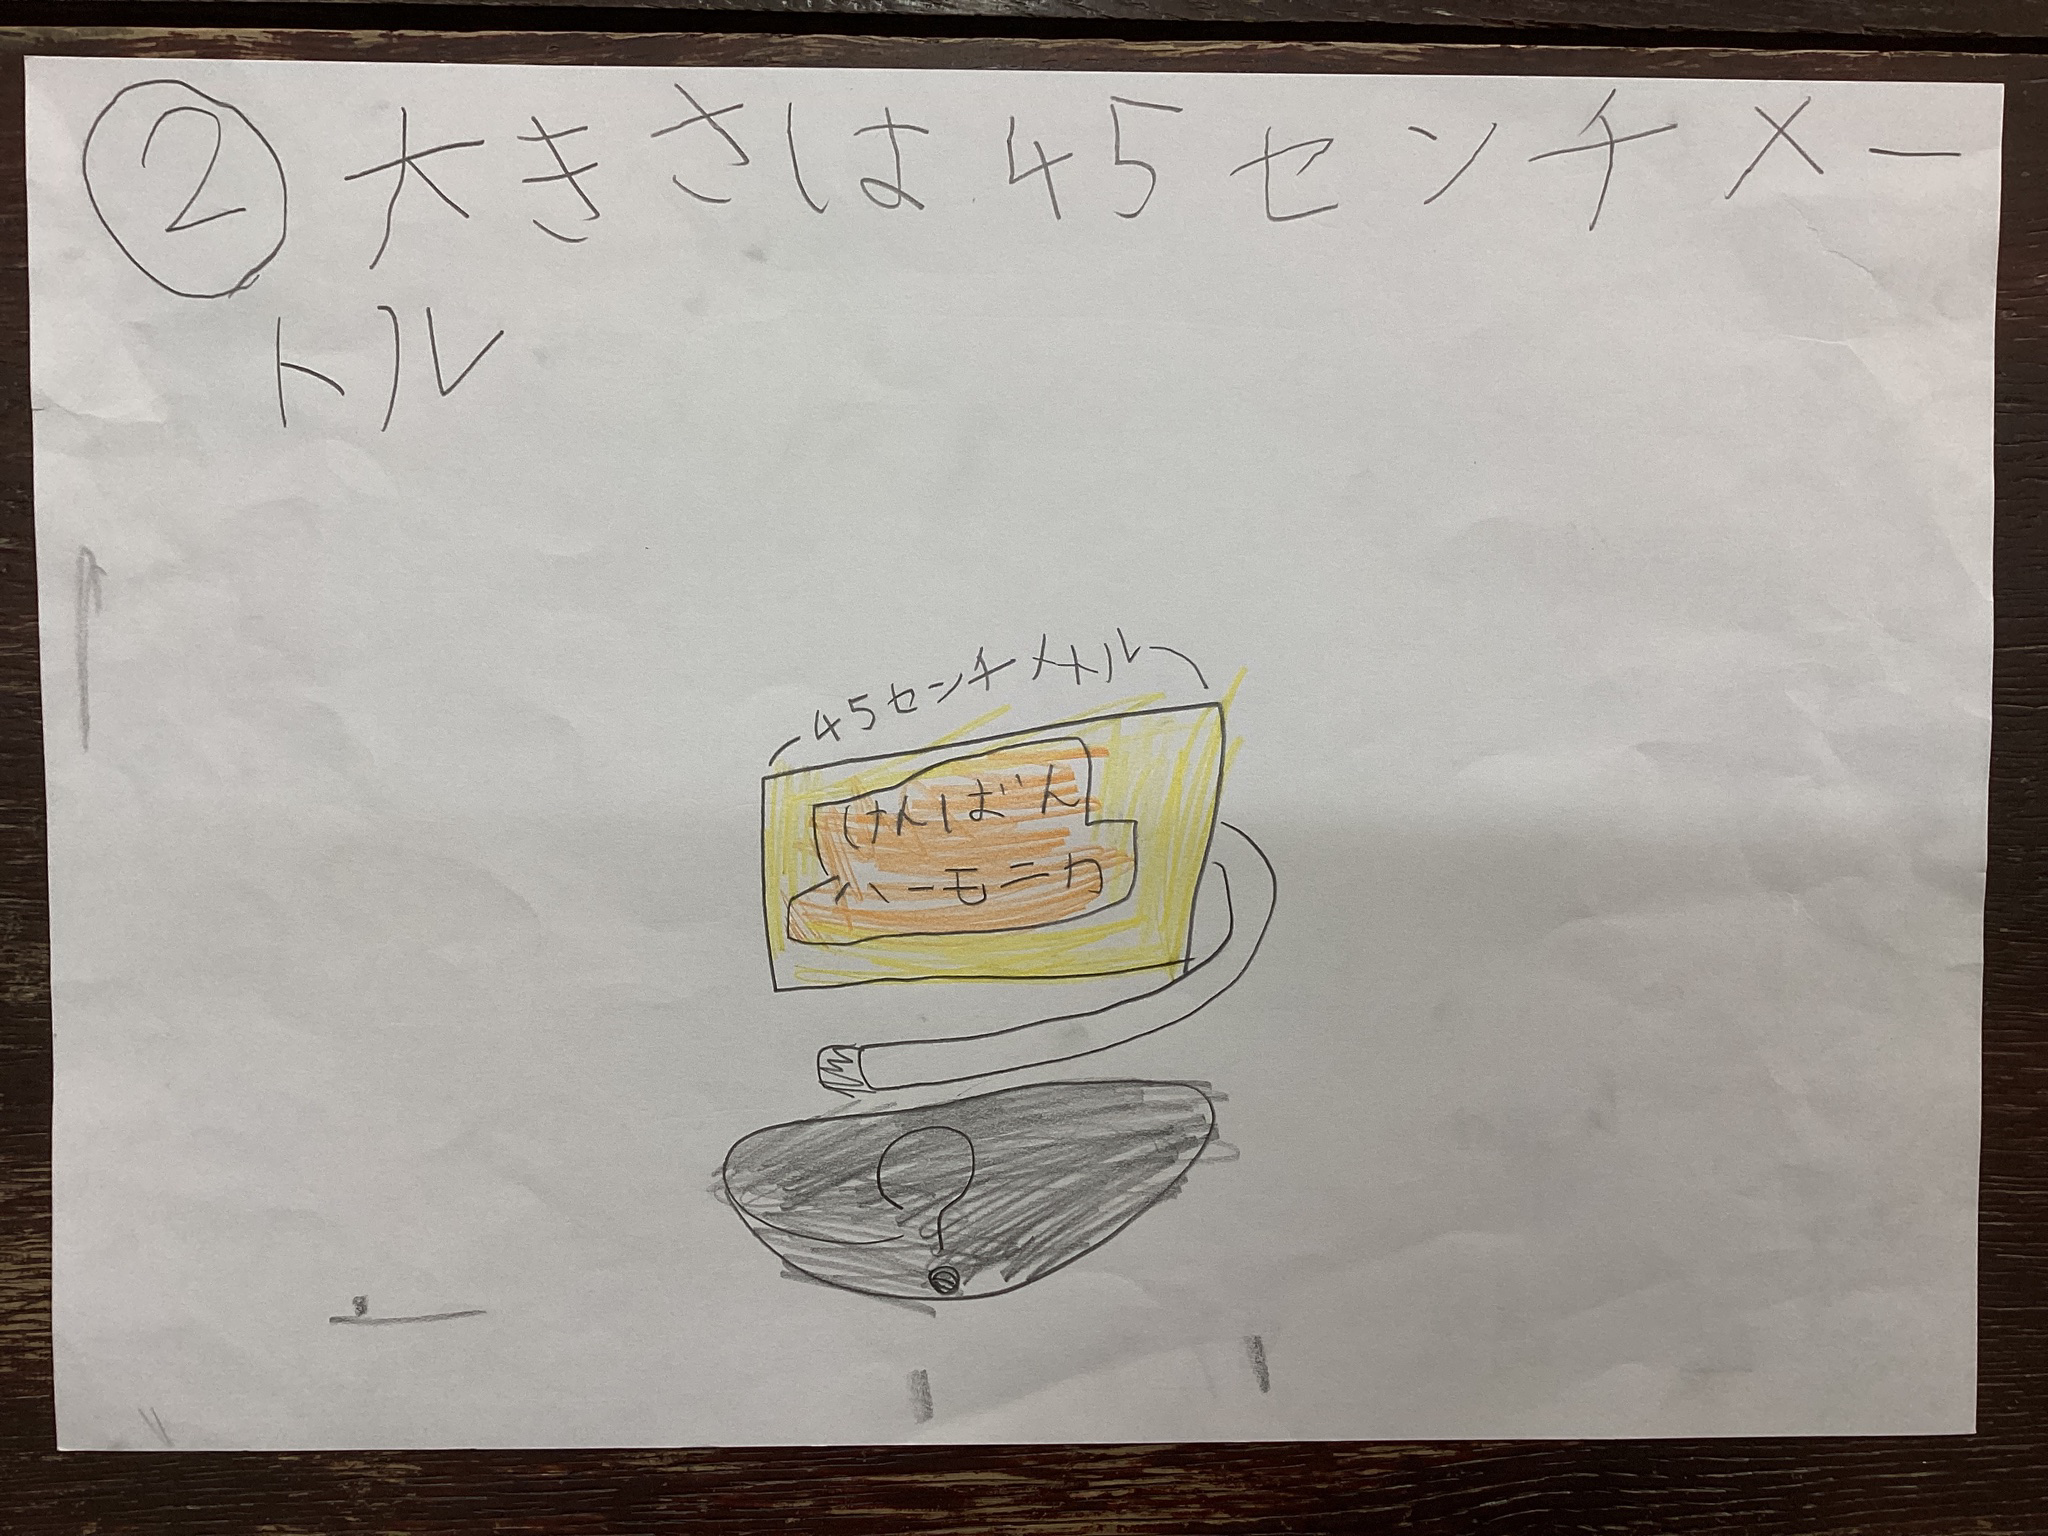 ② 大きさは45センチメー
トル
45センチメートル
けんばん
ハーモニカ
?